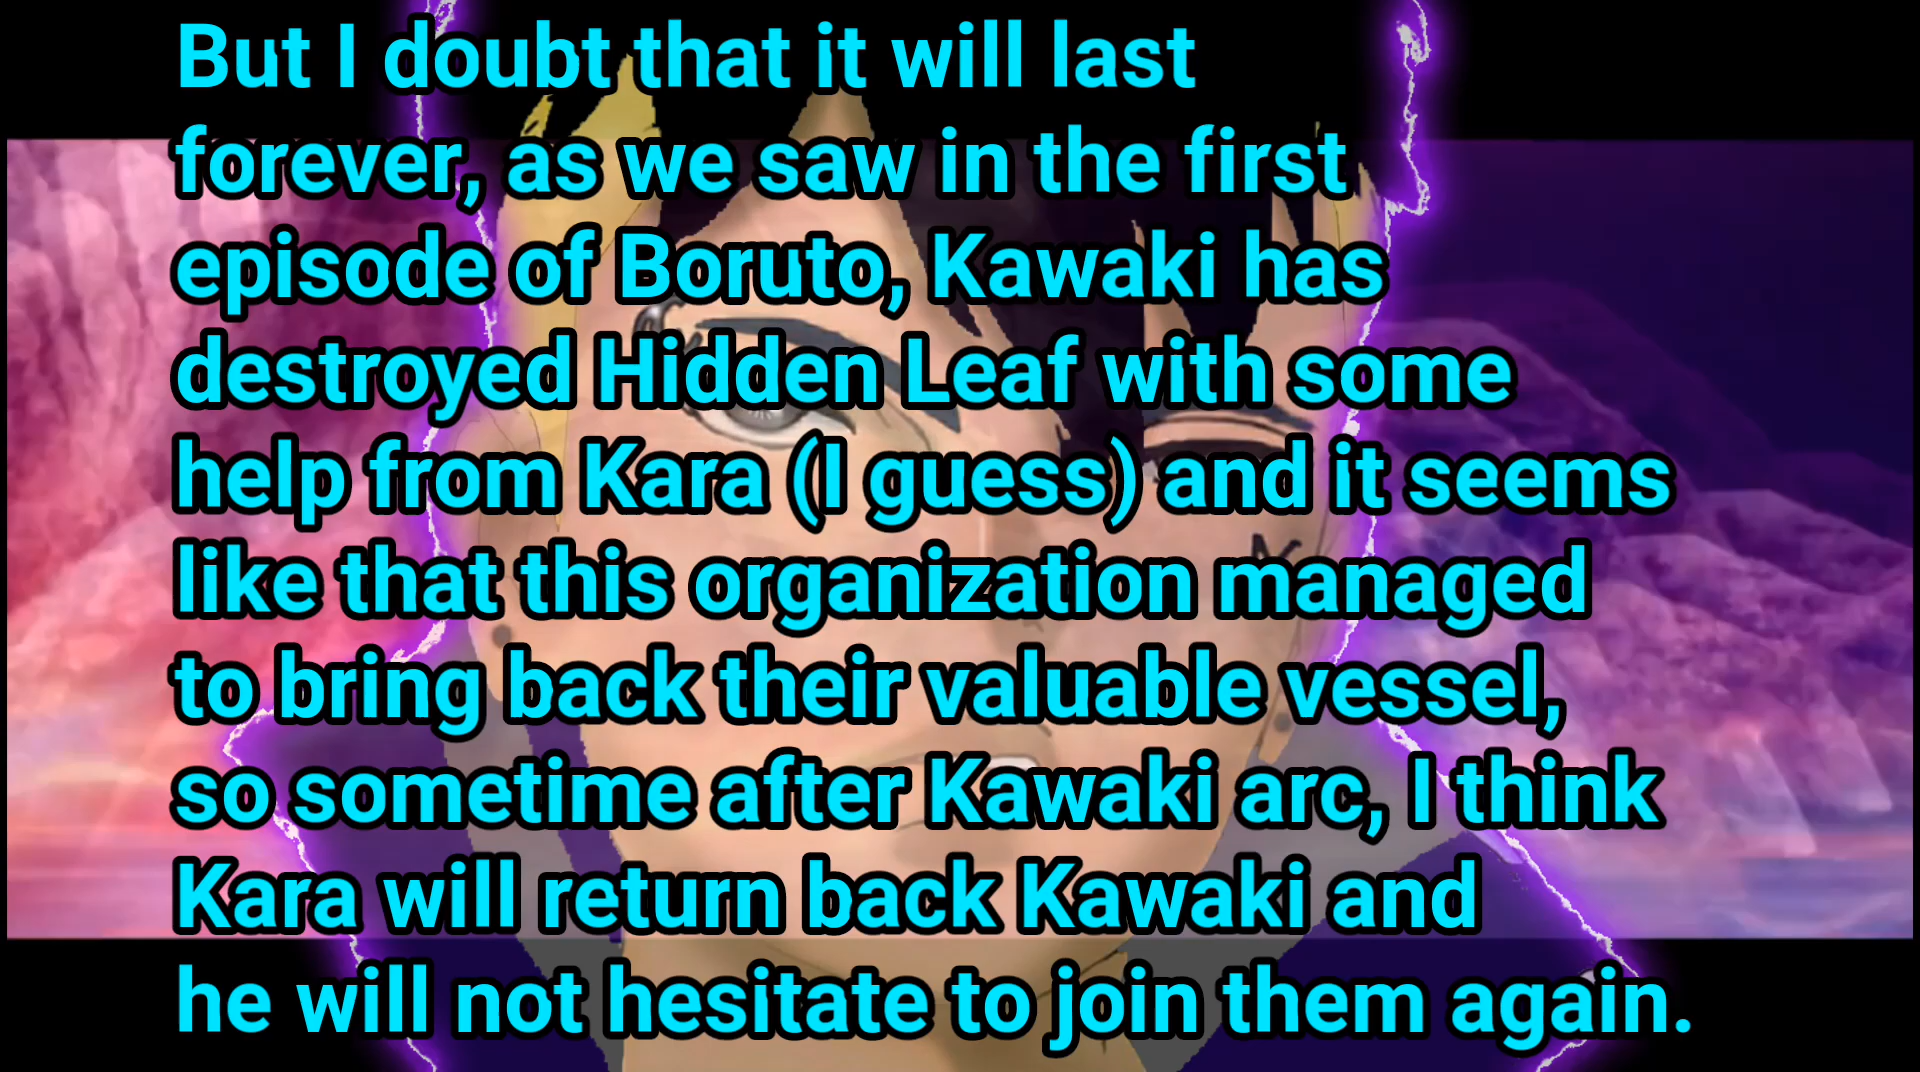 But I doubt that it will last
forever, as we saw in the first
episode of Boruto, Kawaki has
destroyed Hidden Leaf with some
help from Kara (I guess) and it seems
like that this organization managed
to bring back their valuable vessel,
so sometime after Kawaki arc, I think
Kara will return back Kawaki and
he will not hesitate to join them again.